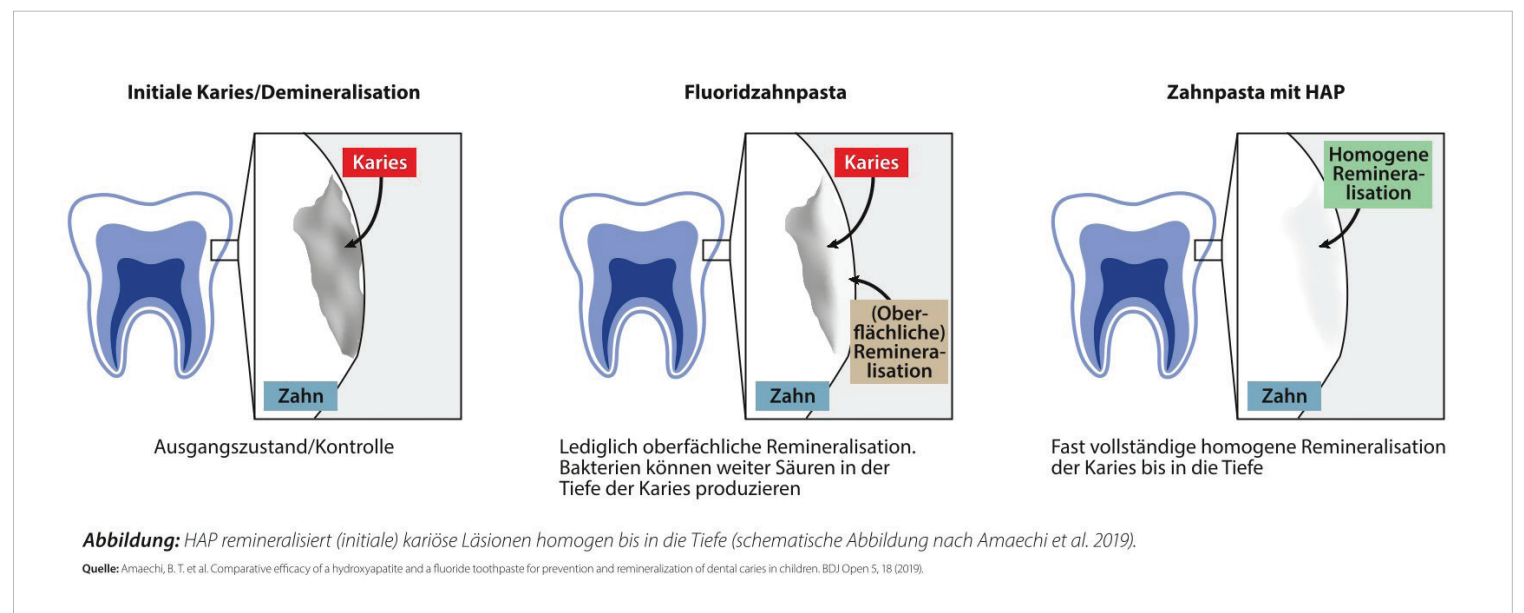 Initiale Karies/Demineralisation
Karies
Zahn
Ausgangszustand/Kontrolle
Fluoridzahnpasta
Karies
(Ober-
flächliche)
Reminera-
lisation
Zahn
Lediglich oberfächliche Remineralisation.
Bakterien können weiter Säuren in der
Tiefe der Karies produzieren
Zahnpasta mit HAP
Homogene
Reminera-
lisation
Zahn
Fast vollständige homogene Remineralisation
der Karies bis in die Tiefe
Abbildung: HAP remineralisiert (initiale) kariöse Läsionen homogen bis in die Tiefe (schematische Abbildung nach Amaechi et al. 2019).
Quelle: Amaechi, B. T. et al. Comparative efficacy of a hydroxyapatite and a fluoride toothpaste for prevention and remineralization of dental caries in children. BDJ Open 5, 18 (2019).